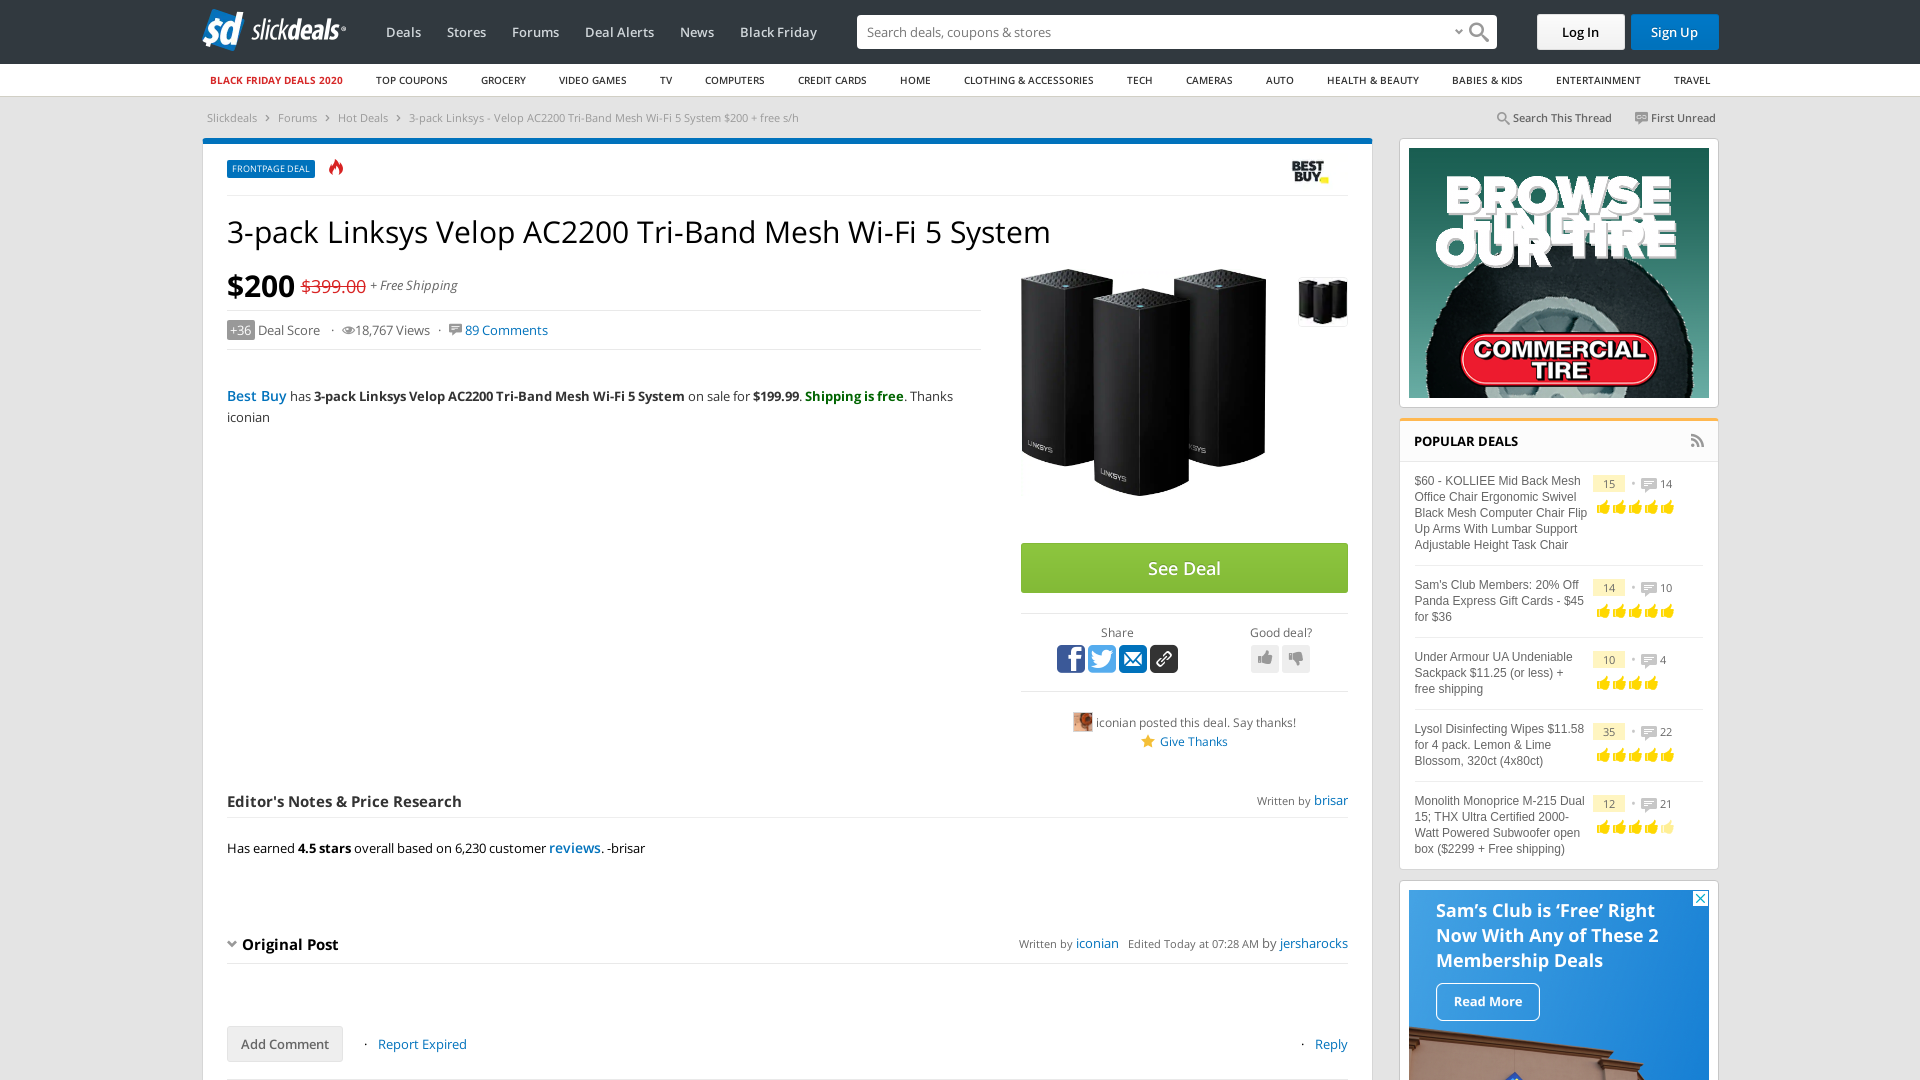 slickdeals
Deals
Stores
Forums
Deal Alerts
News
Black Friday
Search deals, coupons & stores
Log In
Sign Up
BLACK FRIDAY DEALS 2020
TOP COUPONS
GROCERY
VIDEO GAMES
TV
COMPUTERS
CREDIT CARDS
HOME
CLOTHING & ACCESSORIES
TECH
CAMERAS
AUTO
HEALTH & BEAUTY
BABIES & KIDS
ENTERTAINMENT
TRAVEL
Slickdeals › Forums › Hot Deals › 3-pack Linksys - Velop AC2200 Tri-Band Mesh Wi-Fi 5 System $200 + free s/h
Search This Thread
First Unread
FRONTPAGE DEAL
BEST
BUY
3-pack Linksys Velop AC2200 Tri-Band Mesh Wi-Fi 5 System
$200 $399.00 + Free Shipping
+36 Deal Score · 18,767 Views · 89 Comments
Best Buy has 3-pack Linksys Velop AC2200 Tri-Band Mesh Wi-Fi 5 System on sale for $199.99. Shipping is free. Thanks
iconian
LINKSYS
LINKSYS
LINKSYS
See Deal
Share
Good deal?
iconian posted this deal. Say thanks!
Give Thanks
Editor's Notes & Price Research
Written by brisar
Has earned 4.5 stars overall based on 6,230 customer reviews. -brisar
Original Post
Written by iconian Edited Today at 07:28 AM by jersharocks
Add Comment
· Report Expired
· Reply
BROWSE
FIND THE
OUR TIRE
COMMERCIAL
TIRE
POPULAR DEALS
$60 - KOLLIEE Mid Back Mesh
Office Chair Ergonomic Swivel
Black Mesh Computer Chair Flip
Up Arms With Lumbar Support
Adjustable Height Task Chair
15 • 14
Sam's Club Members: 20% Off
Panda Express Gift Cards - $45
for $36
14 • 10
Under Armour UA Undeniable
Sackpack $11.25 (or less) +
free shipping
10 • 4
Lysol Disinfecting Wipes $11.58
for 4 pack. Lemon & Lime
Blossom, 320ct (4x80ct)
35 • 22
Monolith Monoprice M-215 Dual
15; THX Ultra Certified 2000-
Watt Powered Subwoofer open
box ($2299 + Free shipping)
12 • 21
Sam's Club is 'Free' Right
Now With Any of These 2
Membership Deals
Read More